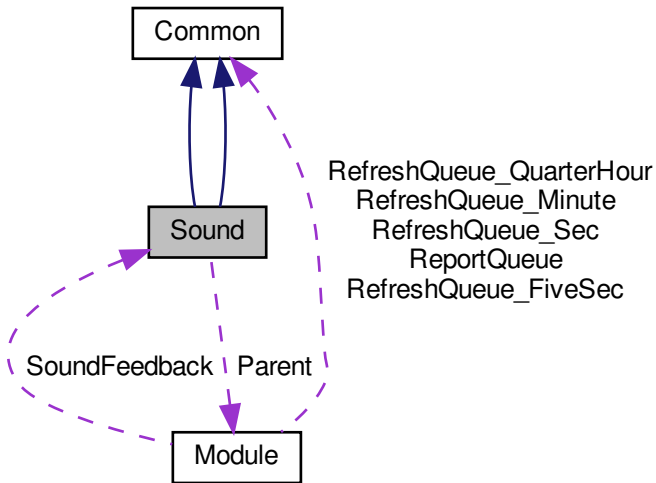 Common
RefreshQueue_QuarterHour
RefreshQueue_Minute
RefreshQueue_Sec
ReportQueue
RefreshQueue_FiveSec
Sound
SoundFeedback
Parent
Module